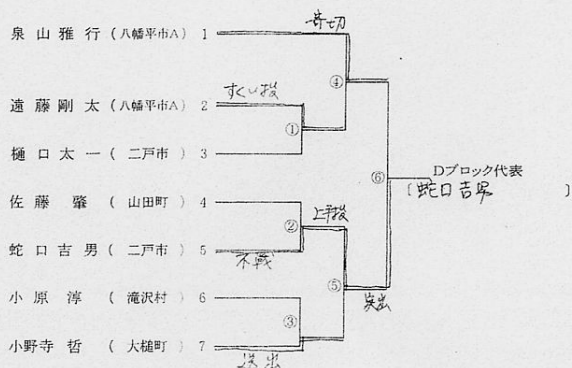 寄切
泉山雅行 (八幡平市A) 1
④
すくい投
遠藤剛太 (八幡平市A) 2
①
樋口太一 (二戸市) 3
⑥ Dブロック代表
〔蛇口吉男 〕
佐藤肇 (山田町) 4
② 上手投
蛇口吉男 (二戸市) 5
不戦
⑤
突出
小原淳 (滝沢村) 6
③
小野寺哲 (大槌町) 7
送出